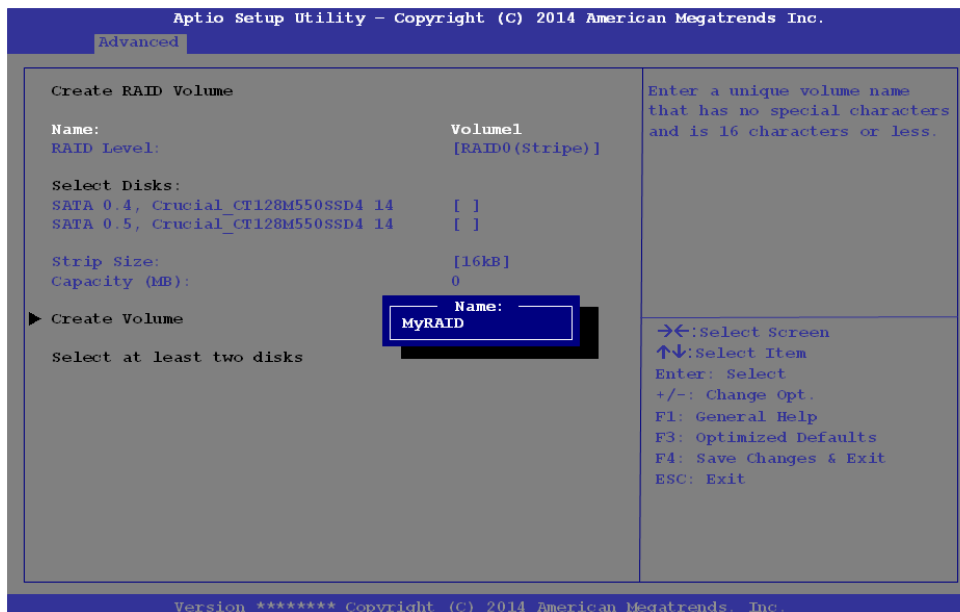 Aptio Setup Utility – Copyright (C) 2014 American Megatrends Inc.
Advanced
Create RAID Volume
Name: Volume1
RAID Level: [RAID0(Stripe)]
Select Disks:
SATA 0.4, Crucial_CT128M550SSD4 14 [ ]
SATA 0.5, Crucial_CT128M550SSD4 14 [ ]
Strip Size: [16kB]
Capacity (MB): 0
Create Volume
Select at least two disks
Name:
MyRAID
Enter a unique volume name
that has no special characters
and is 16 characters or less.
→←:Select Screen
↑↓:Select Item
Enter: Select
+/-: Change Opt.
F1: General Help
F3: Optimized Defaults
F4: Save Changes & Exit
ESC: Exit
Version ******** Copyright (C) 2014 American Megatrends, Inc.